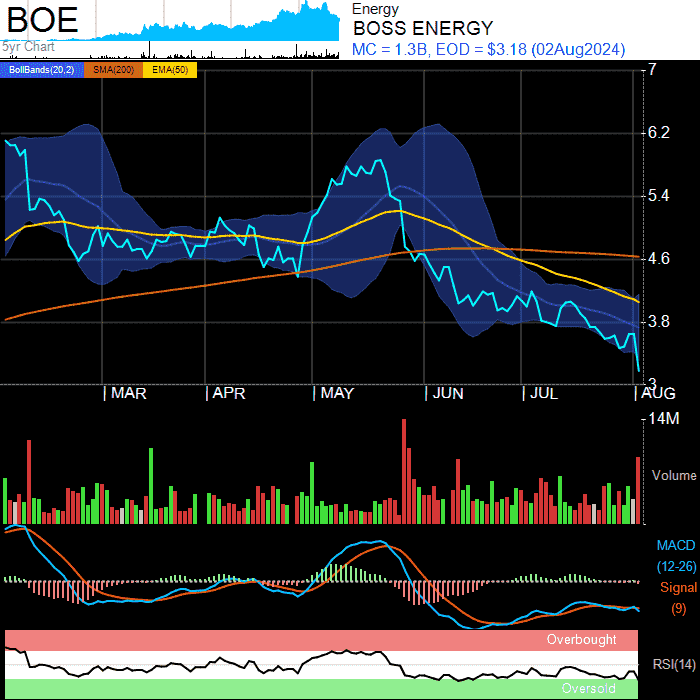 BOE
5yr Chart
Energy
BOSS ENERGY
MC = 1.3B, EOD = $3.18 (02Aug2024)
BollBands(20,2) SMA(200) EMA(50)
7
6.2
5.4
4.6
3.8
3
MAR APR MAY JUN JUL AUG
14M
Volume
MACD
(12-26)
Signal
(9)
Overbought
RSI(14)
Oversold